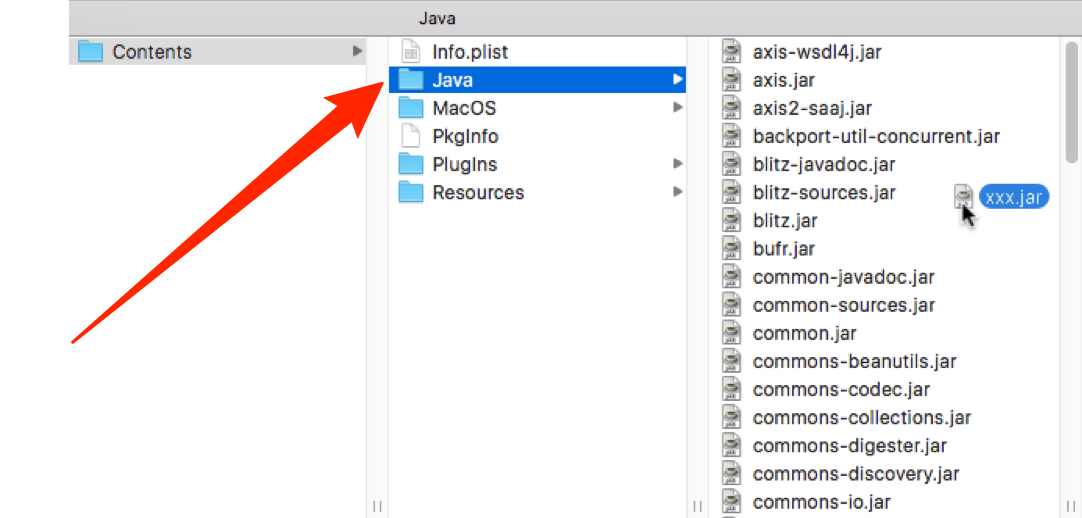 Java
Contents
Info.plist
Java
MacOS
PkgInfo
PlugIns
Resources
axis-wsdl4j.jar
axis.jar
axis2-saaj.jar
backport-util-concurrent.jar
blitz-javadoc.jar
blitz-sources.jar
xxx.jar
blitz.jar
bufr.jar
common-javadoc.jar
common-sources.jar
common.jar
commons-beanutils.jar
commons-codec.jar
commons-collections.jar
commons-digester.jar
commons-discovery.jar
commons-io.jar